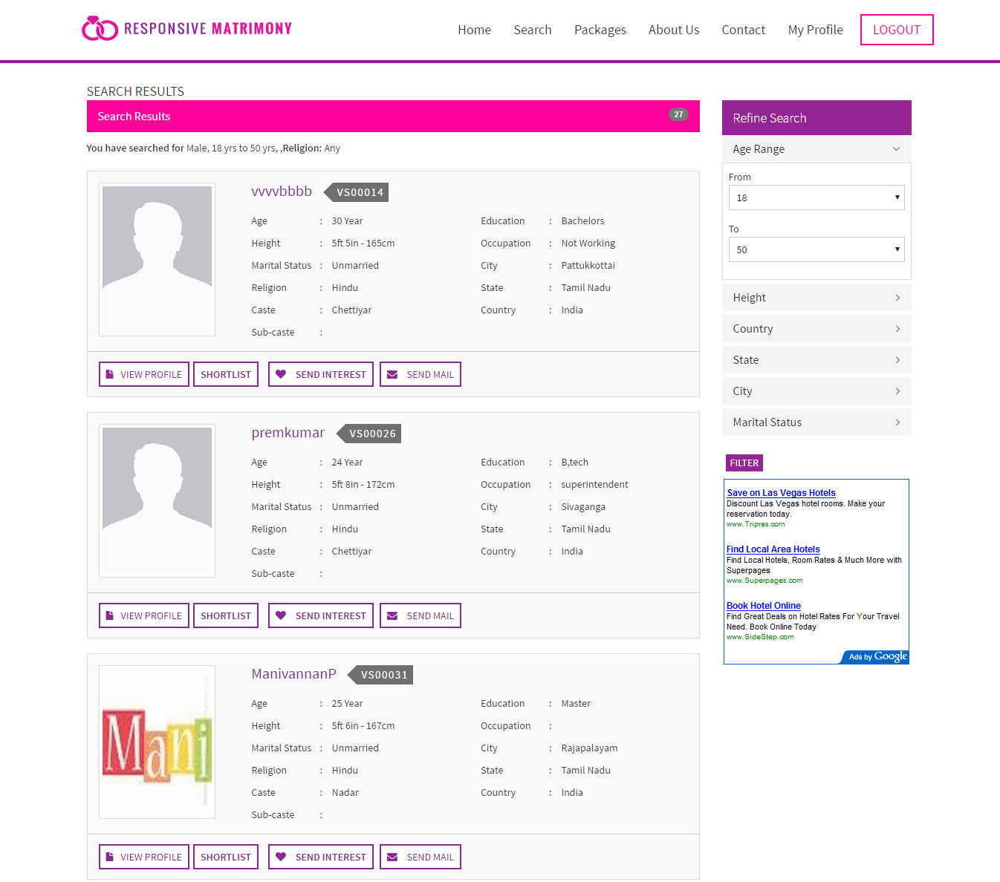 RESPONSIVE MATRIMONY
Home Search Packages About Us Contact My Profile LOGOUT
SEARCH RESULTS
Search Results 27
You have searched for Male, 18 yrs to 50 yrs, ,Religion: Any
vvvvbbbb VS00014
Age : 30 Year Education : Bachelors
Height : 5ft 5in - 165cm Occupation : Not Working
Marital Status : Unmarried City : Pattukkottai
Religion : Hindu State : Tamil Nadu
Caste : Chettiyar Country : India
Sub-caste :
VIEW PROFILE SHORTLIST SEND INTEREST SEND MAIL
premkumar VS00026
Age : 24 Year Education : B,tech
Height : 5ft 8in - 172cm Occupation : superintendent
Marital Status : Unmarried City : Sivaganga
Religion : Hindu State : Tamil Nadu
Caste : Chettiyar Country : India
Sub-caste :
VIEW PROFILE SHORTLIST SEND INTEREST SEND MAIL
Mani
ManivannanP VS00031
Age : 25 Year Education : Master
Height : 5ft 6in - 167cm Occupation :
Marital Status : Unmarried City : Rajapalayam
Religion : Hindu State : Tamil Nadu
Caste : Nadar Country : India
Sub-caste :
VIEW PROFILE SHORTLIST SEND INTEREST SEND MAIL
Refine Search
Age Range
From
18
To
50
Height
Country
State
City
Marital Status
FILTER
Save on Las Vegas Hotels
Discount Las Vegas hotel rooms. Make your
reservation today.
www.Tripres.com
Find Local Area Hotels
Find Local Hotels, Room Rates & Much More with
Superpages
www.Superpages.com
Book Hotel Online
Find Great Deals on Hotel Rates For Your Travel
Need. Book Online Today
www.SideStep.com
Ads by Google